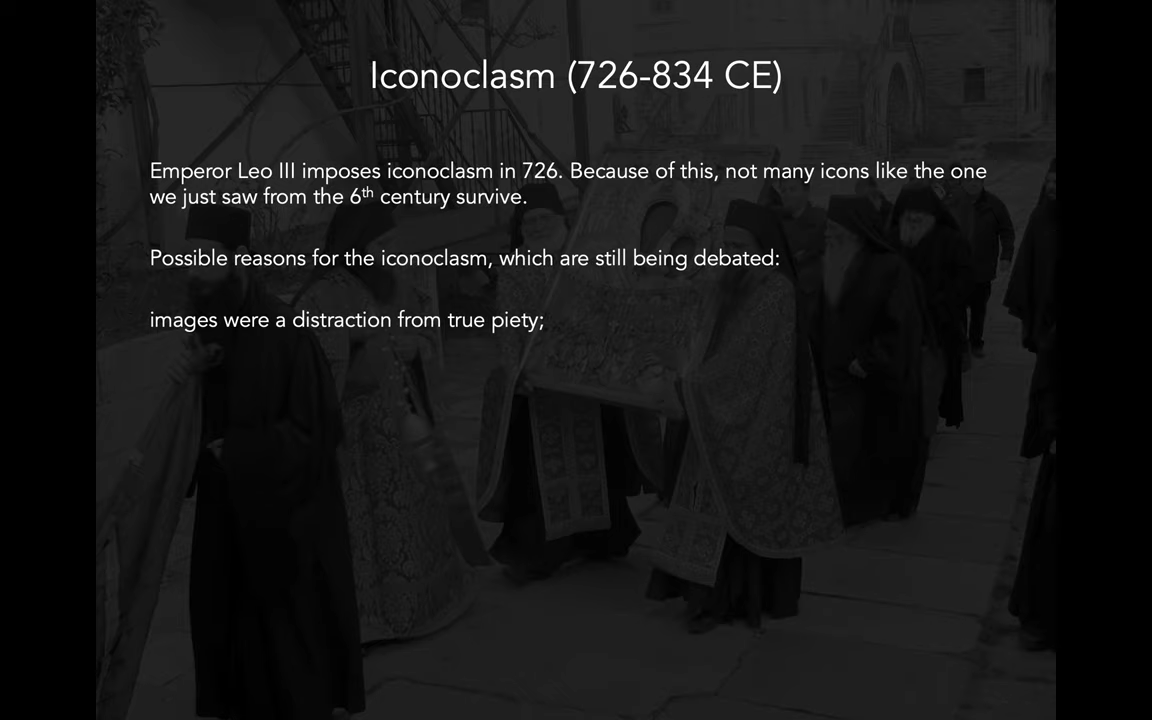 Iconoclasm (726-834 CE)
Emperor Leo III imposes iconoclasm in 726. Because of this, not many icons like the one
we just saw from the 6th century survive.
Possible reasons for the iconoclasm, which are still being debated:
images were a distraction from true piety;